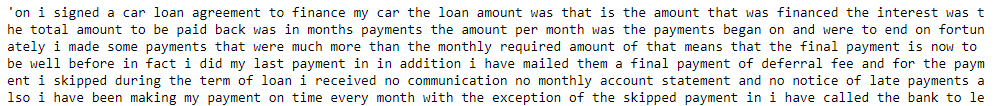 'on i signed a car loan agreement to finance my car the loan amount was that is the amount that was financed the interest was t
he total amount to be paid back was in months payments the amount per month was the payments began on and were to end on fortun
ately i made some payments that were much more than the monthly required amount of that means that the final payment is now to
be well before in fact i did my last payment in in addition i have mailed them a final payment of deferral fee and for the paym
ent i skipped during the term of loan i received no communication no monthly account statement and no notice of late payments a
lso i have been making my payment on time every month with the exception of the skipped payment in i have called the bank to le